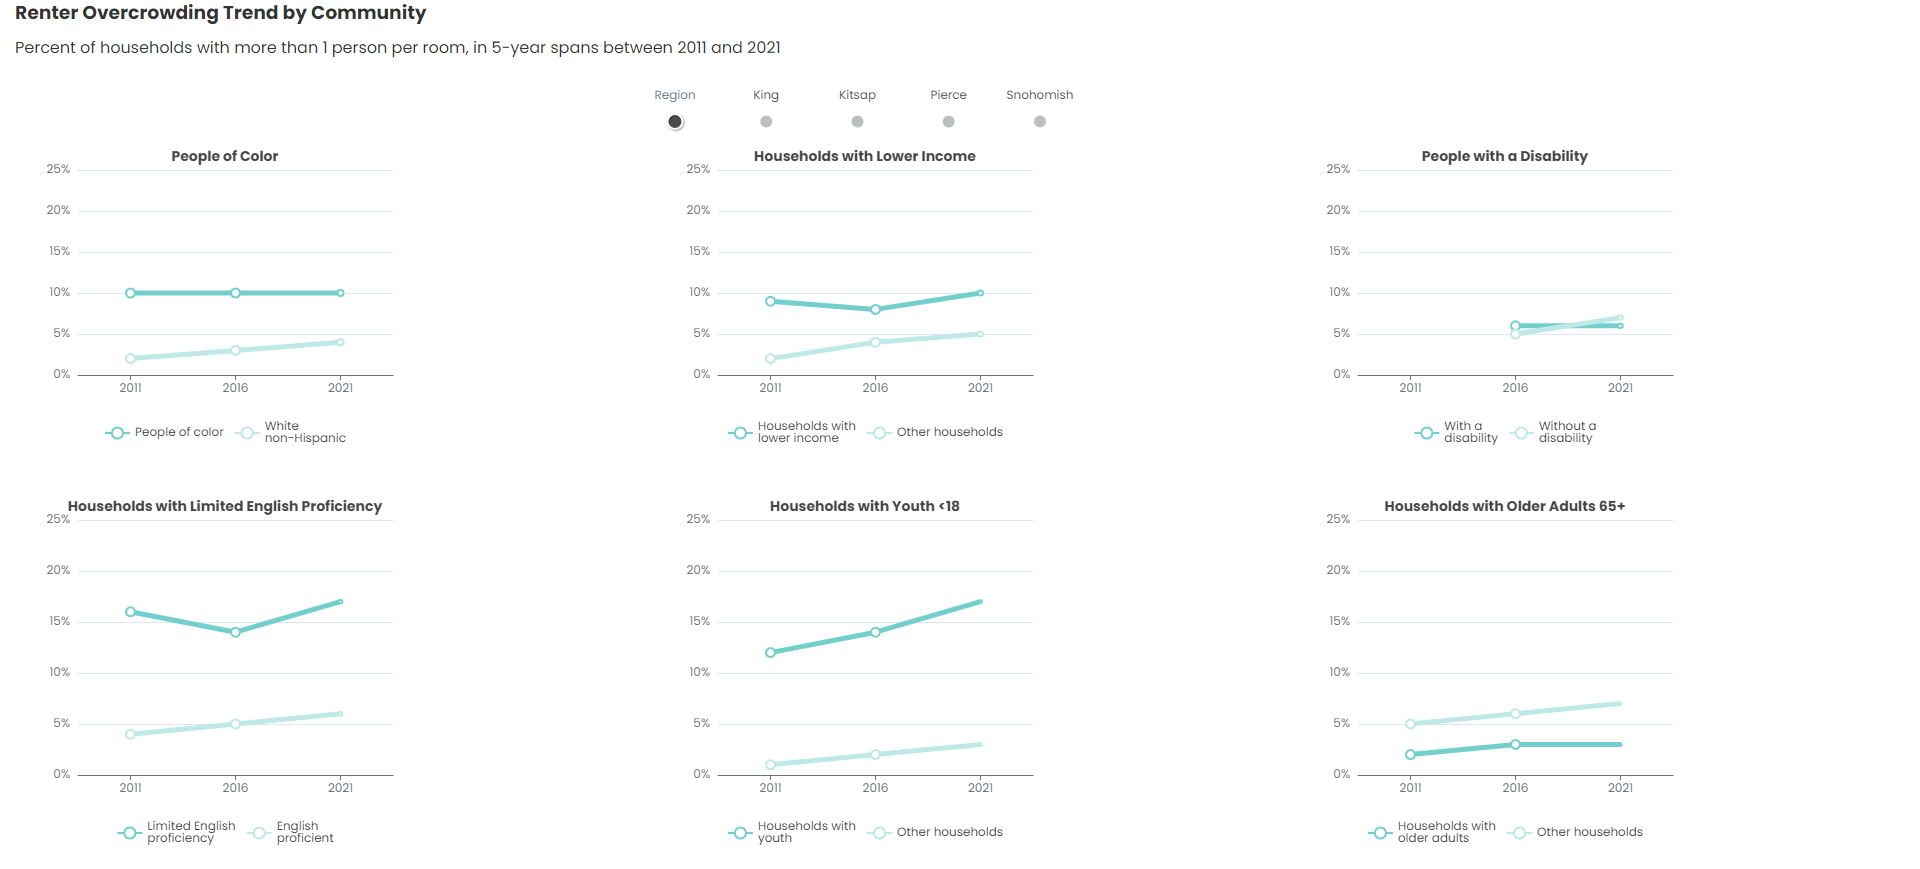 Renter Overcrowding Trend by Community
Percent of households with more than 1 person per room, in 5-year spans between 2011 and 2021
Region King Kitsap Pierce Snohomish
People of Color
25%
20%
15%
10%
5%
0%
2011 2016 2021
People of color
White
non-Hispanic
Households with Lower Income
25%
20%
15%
10%
5%
0%
2011 2016 2021
Households with
lower income
Other households
People with a Disability
25%
20%
15%
10%
5%
0%
2011 2016 2021
With a
disability
Without a
disability
Households with Limited English Proficiency
25%
20%
15%
10%
5%
0%
2011 2016 2021
Limited English
proficiency
English
proficient
Households with Youth <18
25%
20%
15%
10%
5%
0%
2011 2016 2021
Households with
youth
Other households
Households with Older Adults 65+
25%
20%
15%
10%
5%
0%
2011 2016 2021
Households with
older adults
Other households